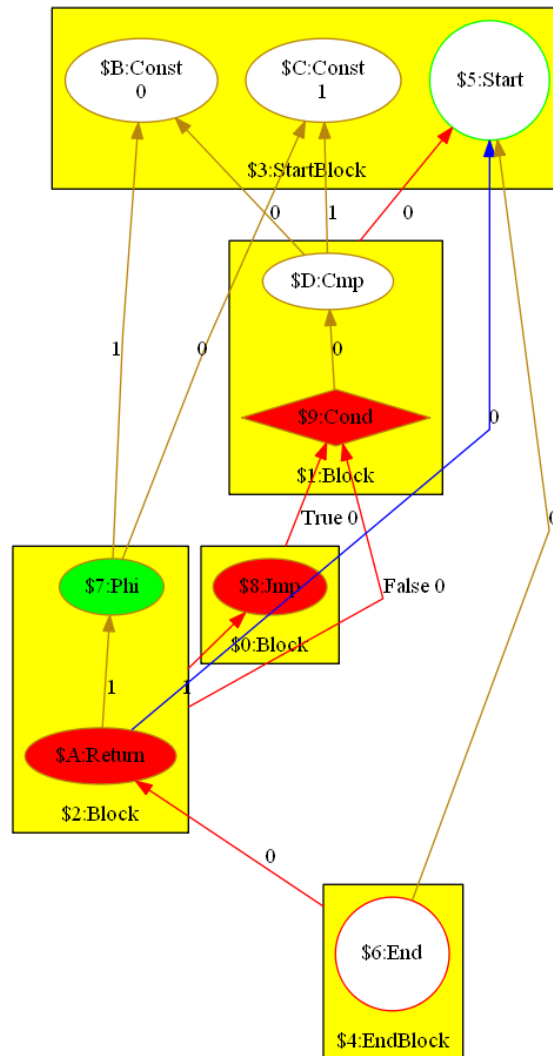 $B:Const
0
$C:Const
1
$5:Start
$3:StartBlock
0
1
0
$D:Cmp
1
0
0
$9:Cond
0
$1:Block
True 0
0
$7:Phi
$8:Jmp
False 0
$0:Block
1
1
$A:Return
$2:Block
0
$6:End
$4:EndBlock